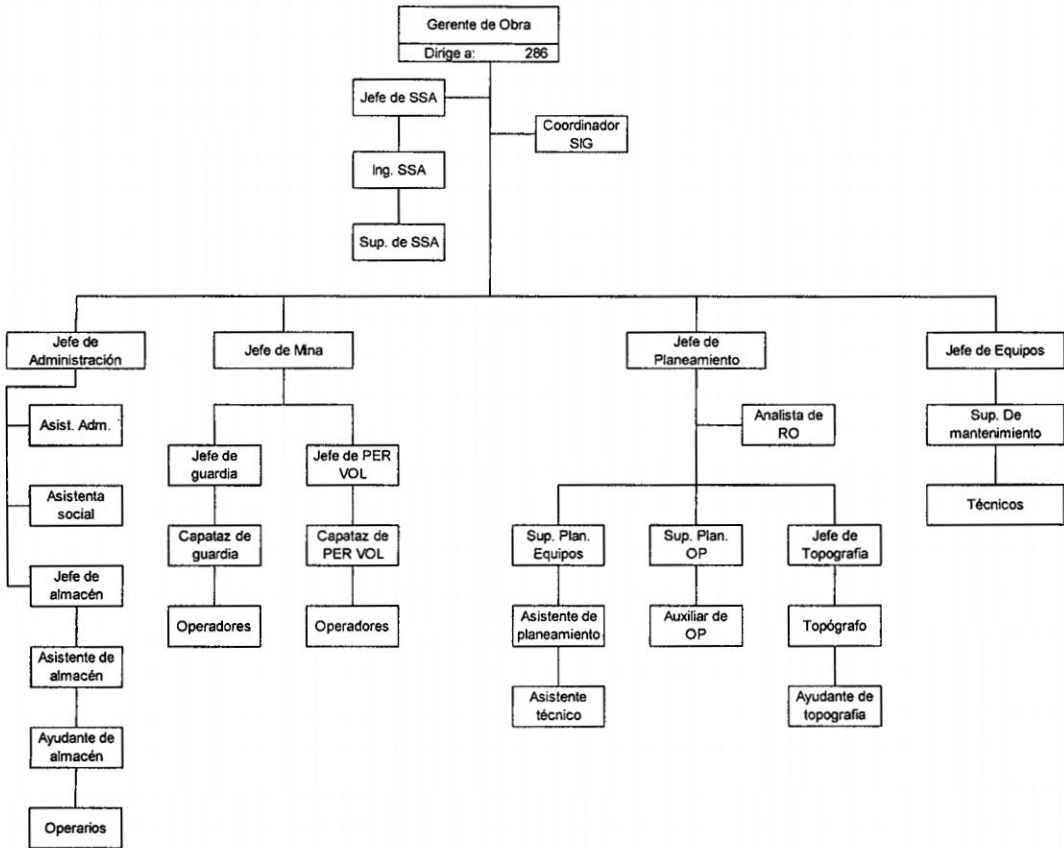 Gerente de Obra
Dirige a: 286
Jefe de SSA
Coordinador
SIG
Ing. SSA
Sup. de SSA
Jefe de
Administración
Jefe de Mina
Jefe de
Planeamiento
Jefe de Equipos
Asist. Adm.
Asistenta
social
Jefe de
almacén
Asistente de
almacén
Ayudante de
almacén
Operarios
Jefe de
guardia
Capataz de
guardia
Operadores
Jefe de PER
VOL
Capataz de
PER VOL
Operadores
Analista de
RO
Sup. Plan.
Equipos
Asistente de
planeamiento
Asistente
técnico
Sup. Plan.
OP
Auxiliar de
OP
Jefe de
Topografía
Topógrafo
Ayudante de
topografía
Sup. De
mantenimiento
Técnicos